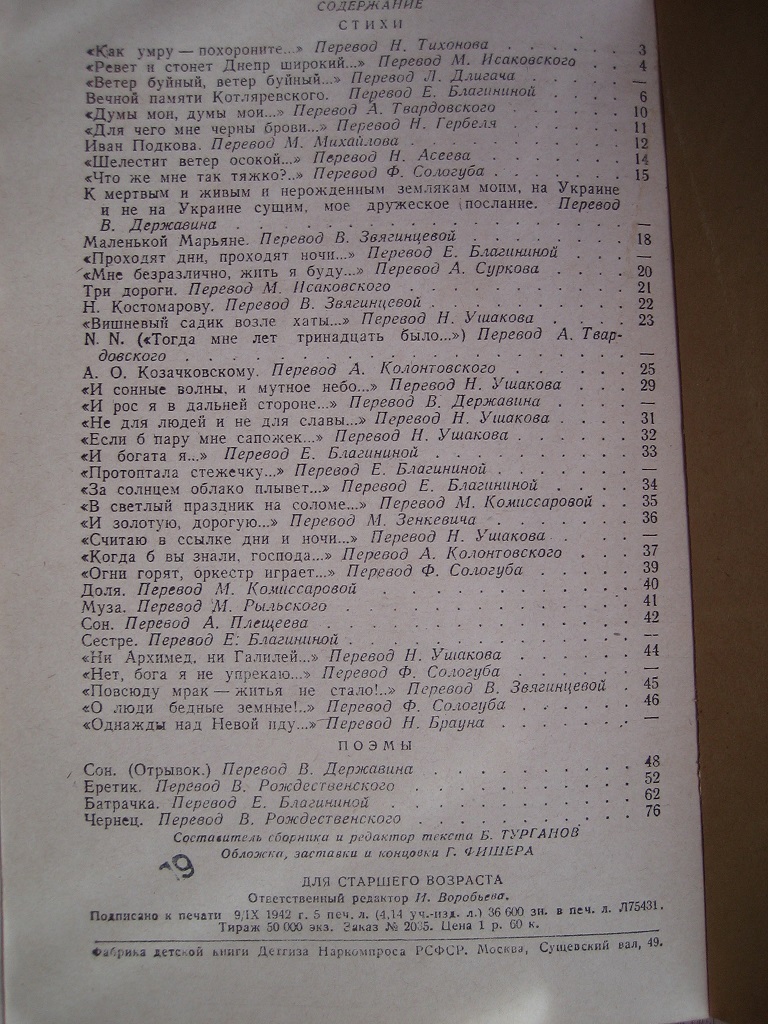 СОДЕРЖАНИЕ
СТИХИ
«Как умру — похороните...» Перевод Н. Тихонова . . . . . . 3
«Ревет и стонет Днепр широкий...» Перевод М. Исаковского . . 4
«Ветер буйный, ветер буйный...» Перевод Л. Длигача . . . . . —
Вечной памяти Котляревского. Перевод Е. Благининой . . . . 6
«Думы мои, думы мои...» Перевод А. Твардовского . . . . . . 10
«Для чего мне черны брови...» Перевод Н. Гербеля . . . . . . 11
Иван Подкова. Перевод М. Михайлова . . . . . . . . . . 12
«Шелестит ветер осокой...» Перевод Н. Асеева . . . . . . . 14
«Что же мне так тяжко?..» Перевод Ф. Сологуба . . . . . . . 15
К мертвым и живым и нерожденным землякам моим, на Украине
и не на Украине сущим, мое дружеское послание. Перевод
В. Державина . . . . . . . . . . . . . . . . . —
Маленькой Марьяне. Перевод В. Звягинцевой . . . . . . . . 18
«Проходят дни, проходят ночи...» Перевод Е. Благининой . . . —
«Мне безразлично, жить я буду...» Перевод А. Суркова . . . . 20
Три дороги. Перевод М. Исаковского . . . . . . . . . . 21
Н. Костомарову. Перевод В. Звягинцевой . . . . . . . . . 22
«Вишневый садик возле хаты...» Перевод Н. Ушакова . . . . 23
N. N. («Тогда мне лет тринадцать было...») Перевод А. Твар-
довского . . . . . . . . . . . . . . . . . . . —
А. О. Козачковскому. Перевод А. Колонтовского . . . . . . 25
«И сонные волны, и мутное небо...» Перевод Н. Ушакова . . . 29
«И рос я в дальней стороне...» Перевод В. Державина . . . . —
«Не для людей и не для славы...» Перевод Н. Ушакова . . . . 31
«Если б пару мне сапожек...» Перевод Н. Ушакова . . . . . . 32
«И богата я...» Перевод Е. Благининой . . . . . . . . . 33
«Протоптала стежечку...» Перевод Е. Благининой . . . . . . —
«За солнцем облако плывет...» Перевод Е. Благининой . . . . 34
«В светлый праздник на соломе...» Перевод М. Комиссаровой . . 35
«И золотую, дорогую...» Перевод М. Зенкевича . . . . . . . 36
«Считаю в ссылке дни и ночи...» Перевод Н. Ушакова . . . . —
«Когда б вы знали, господа...» Перевод А. Колонтовского . . . 37
«Огни горят, оркестр играет...» Перевод Ф. Сологуба . . . . . 39
Доля. Перевод М. Комиссаровой . . . . . . . . . . . 40
Муза. Перевод М. Рыльского . . . . . . . . . . . . 41
Сон. Перевод А. Плещеева . . . . . . . . . . . . . 42
Сестре. Перевод Е. Благининой . . . . . . . . . . . . —
«Ни Архимед, ни Галилей...» Перевод Н. Ушакова . . . . . . 44
«Нет, бога я не упрекаю...» Перевод Ф. Сологуба . . . . . . —
«Повсюду мрак — житья не стало!..» Перевод В. Звягинцевой . 45
«О люди бедные земные!..» Перевод Ф. Сологуба . . . . . . 46
«Однажды над Невой иду...» Перевод Н. Брауна . . . . . . . —
ПОЭМЫ
Сон. (Отрывок.) Перевод В. Державина . . . . . . . . . 48
Еретик. Перевод В. Рождественского . . . . . . . . . . 52
Батрачка. Перевод Е. Благининой . . . . . . . . . . . 62
Чернец. Перевод В. Рождественского . . . . . . . . . . 76
Составитель сборника и редактор текста Б. ТУРГАНОВ
Обложка, заставки и концовки Г. ФИШЕРА
ДЛЯ СТАРШЕГО ВОЗРАСТА
Ответственный редактор И. Воробьева.
Подписано к печати 9/IX 1942 г. 5 печ. л. (4,14 уч.-изд. л.) 36 600 зн. в печ. л. Л75431.
Тираж 50 000 экз. Заказ № 2035. Цена 1 р. 60 к.
Фабрика детской книги Детгиза Наркомпроса РСФСР. Москва, Сущевский вал, 49.